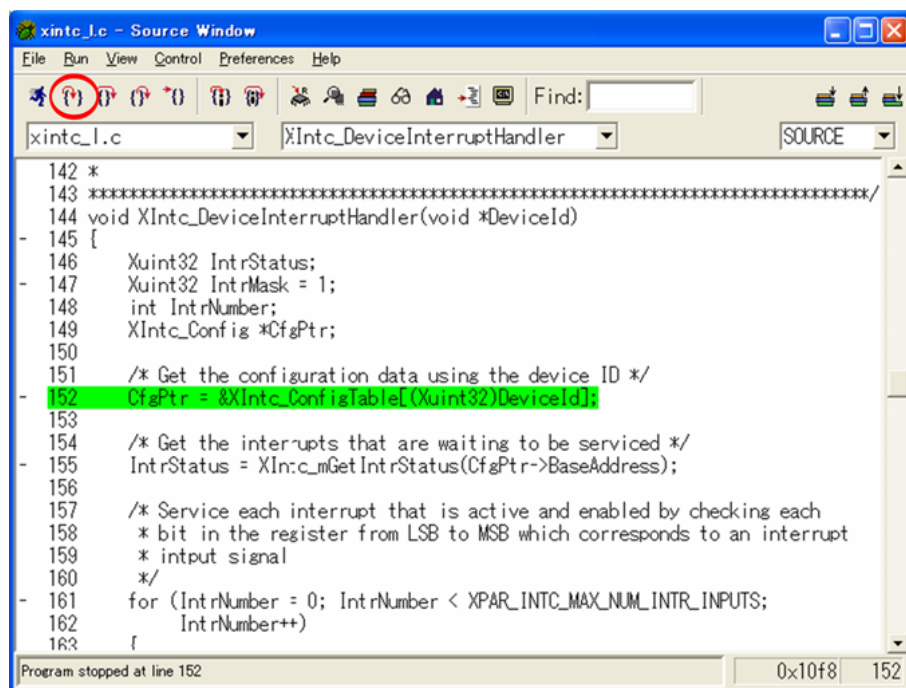 xintc_l.c - Source Window
File Run View Control Preferences Help
Find:
xintc_l.c XIntc_DeviceInterruptHandler SOURCE
142 *
143 ******************************************************************************/
144 void XIntc_DeviceInterruptHandler(void *DeviceId)
- 145 {
146 Xuint32 IntrStatus;
- 147 Xuint32 IntrMask = 1;
148 int IntrNumber;
149 XIntc_Config *CfgPtr;
150
151 /* Get the configuration data using the device ID */
- 152 CfgPtr = &XIntc_ConfigTable[(Xuint32)DeviceId];
153
154 /* Get the interrupts that are waiting to be serviced */
- 155 IntrStatus = XIntc_mGetIntrStatus(CfgPtr->BaseAddress);
156
157 /* Service each interrupt that is active and enabled by checking each
158 * bit in the register from LSB to MSB which corresponds to an interrupt
159 * intput signal
160 */
- 161 for (IntrNumber = 0; IntrNumber < XPAR_INTC_MAX_NUM_INTR_INPUTS;
162 IntrNumber++)
163 {
Program stopped at line 152 0x10f8 152